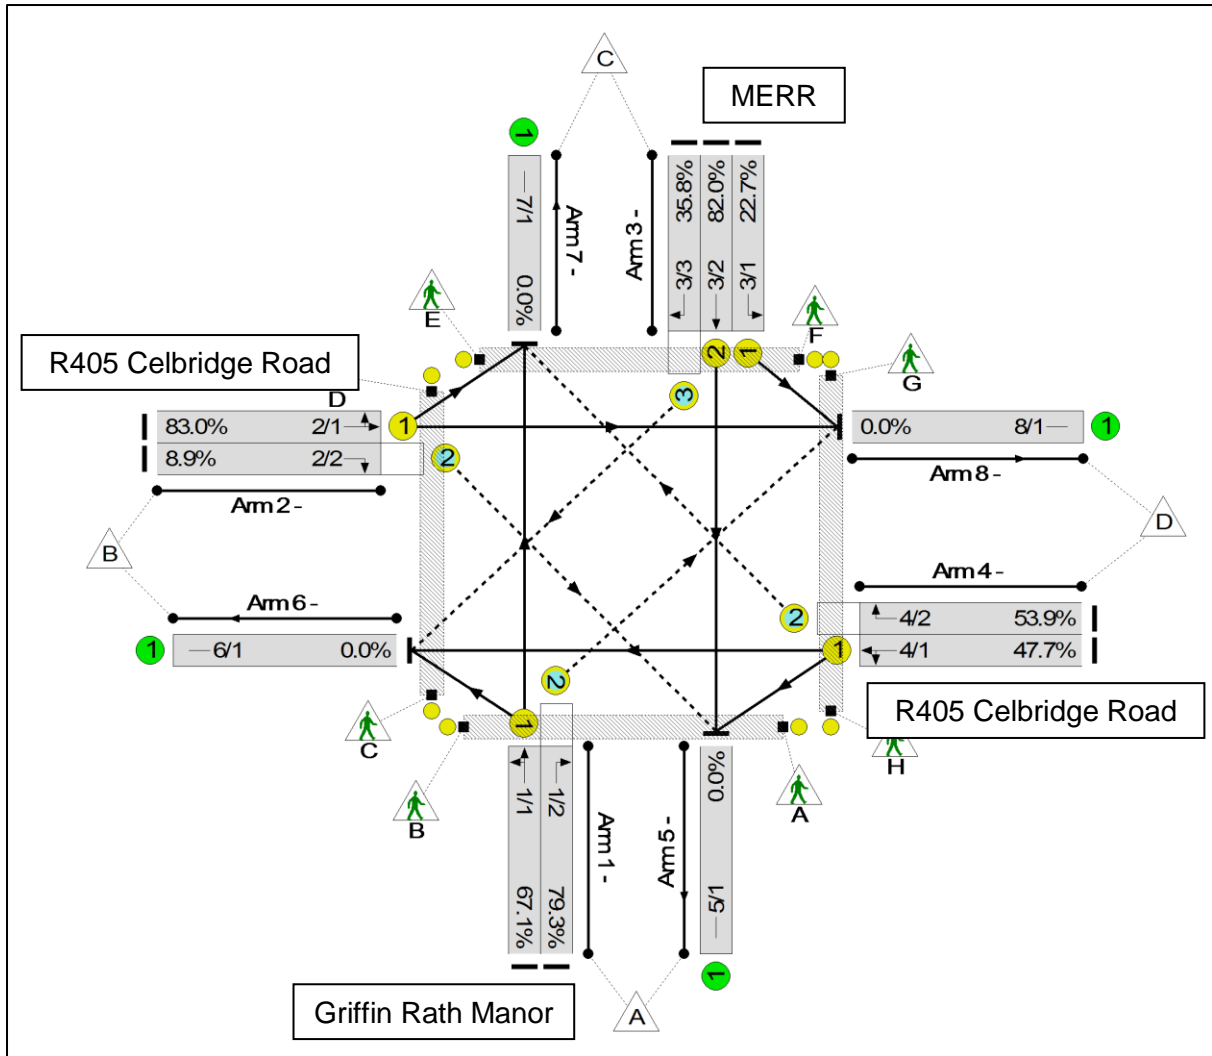 C
MERR
1
7/1
0.0%
Arm 7 -
Arm 3 -
35.8%
3/3
82.0%
3/2
22.7%
3/1
E
F
G
R405 Celbridge Road
D
2
1
3
83.0% 2/1
1
8.9% 2/2
2
0.0% 8/1
1
Arm 2 -
Arm 8 -
B
D
Arm 6 -
Arm 4 -
2
4/2 53.9%
1
6/1 0.0%
1
4/1 47.7%
2
1
R405 Celbridge Road
C
H
B
A
1/1
67.1%
1/2
79.3%
Arm 1 -
Arm 5 -
0.0%
5/1
1
Griffin Rath Manor
A